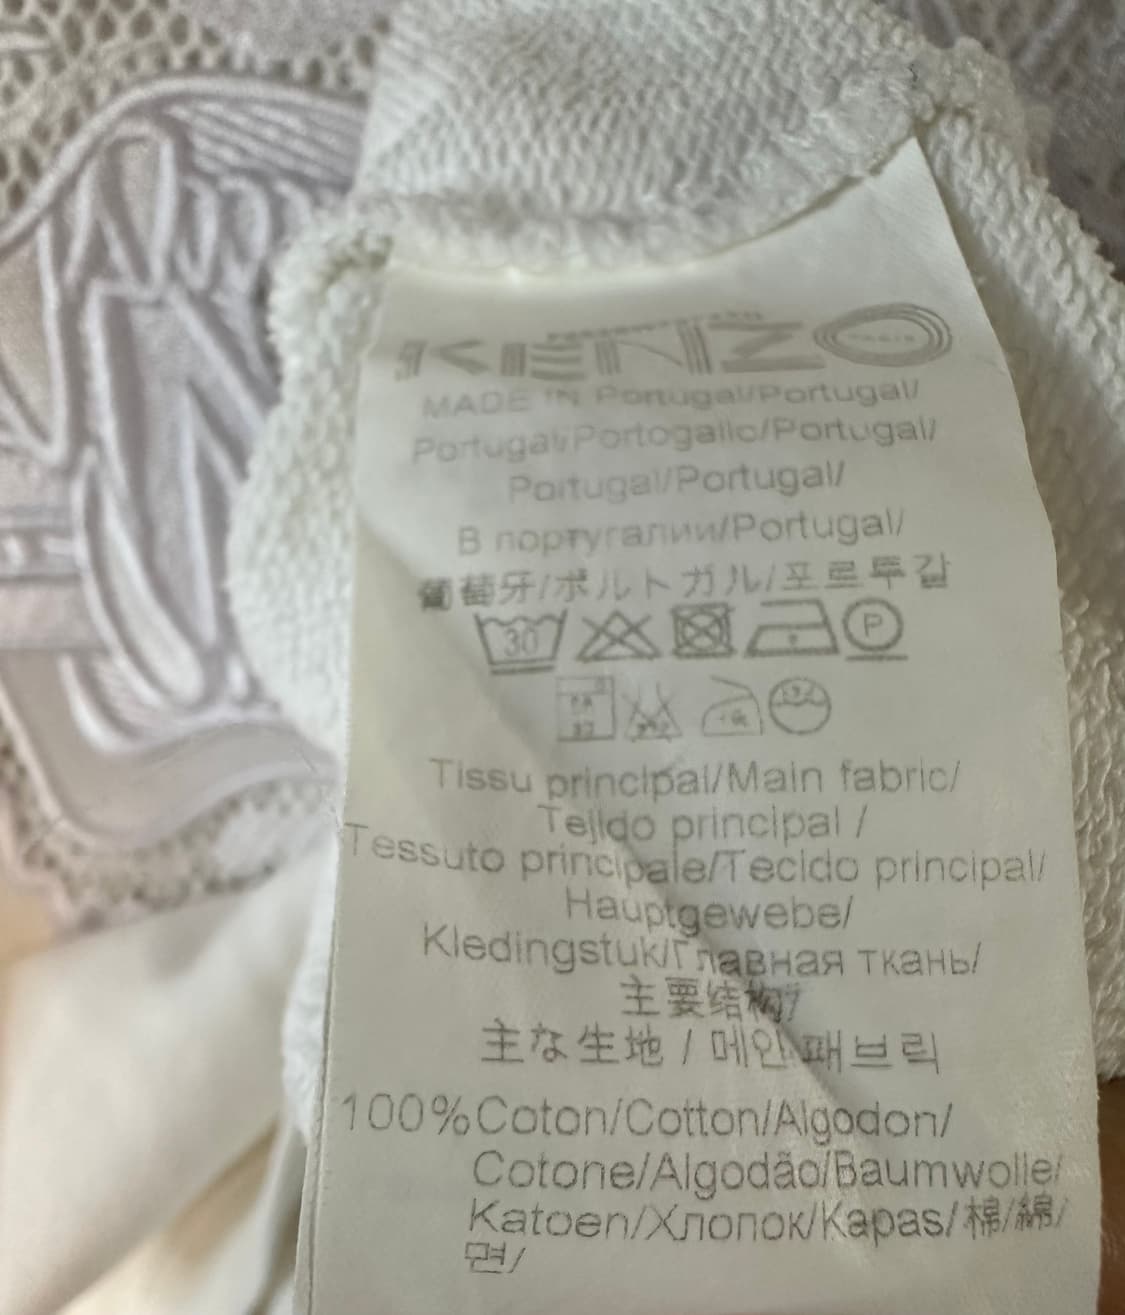 KENZO
PARIS
MADE IN Portugal/Portugal/
Portugal/Portogallo/Portugal/
Portugal/Portugal/
В португалии/Portugal/
葡萄牙/ポルトガル/포르투갈
30 P
Tissu principal/Main fabric/
Tejido principal /
Tessuto principale/Tecido principal/
Hauptgewebe/
Kledingstuk/Главная ткань/
主要结构/
主な生地 / 메인 패브릭
100%Coton/Cotton/Algodon/
Cotone/Algodão/Baumwolle/
Katoen/Хлопок/Kapas/棉/綿/
면/